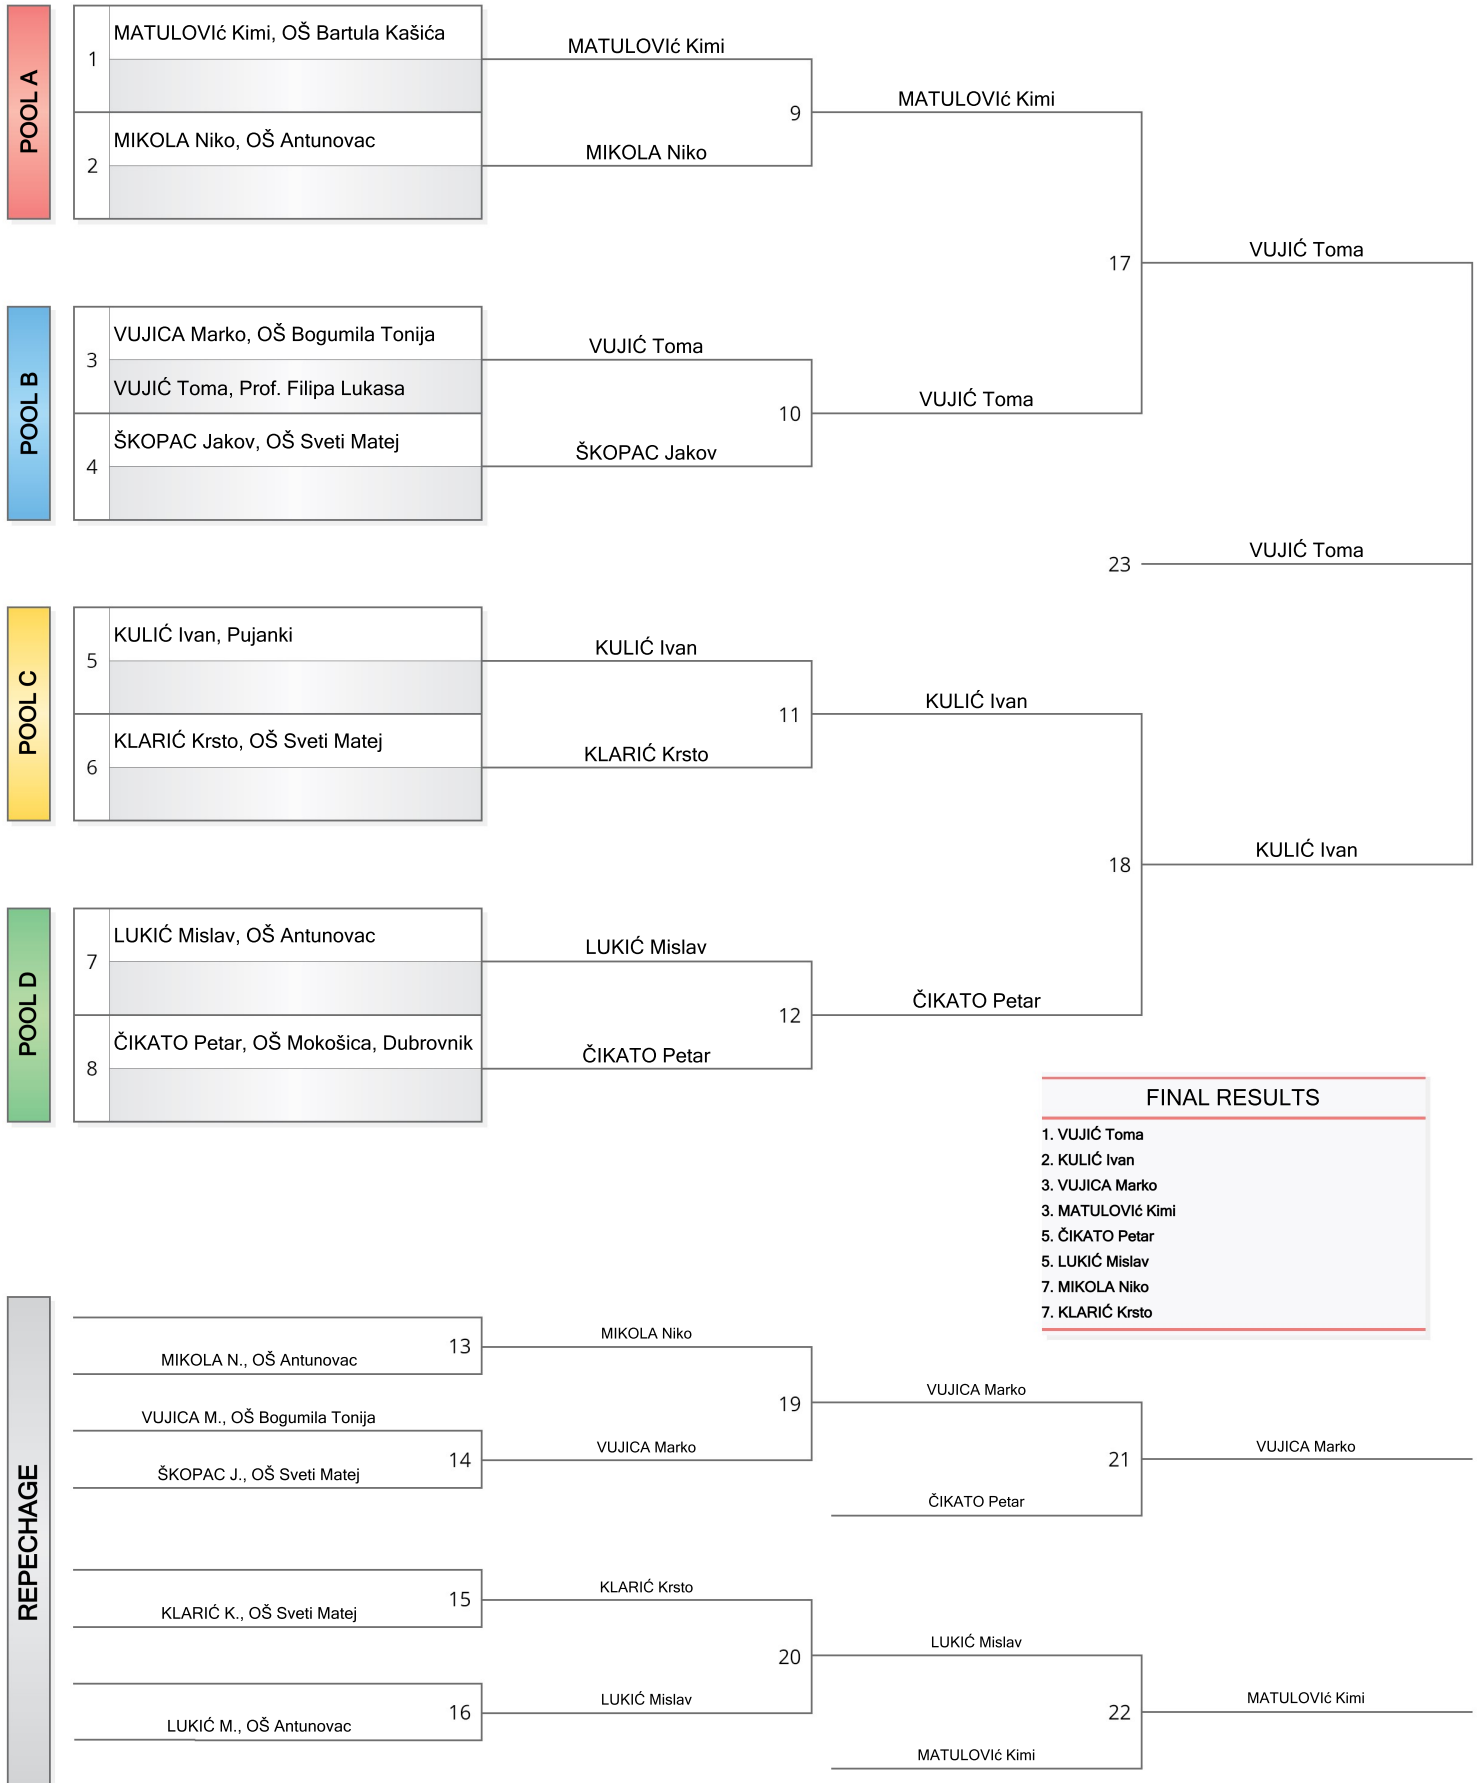 POOL A
1
MATULOVIć Kimi, OŠ Bartula Kašića
2
MIKOLA Niko, OŠ Antunovac
MATULOVIć Kimi
MIKOLA Niko
9
MATULOVIć Kimi
POOL B
3
VUJICA Marko, OŠ Bogumila Tonija
VUJIĆ Toma, Prof. Filipa Lukasa
4
ŠKOPAC Jakov, OŠ Sveti Matej
VUJIĆ Toma
ŠKOPAC Jakov
10
VUJIĆ Toma
17
VUJIĆ Toma
23
VUJIĆ Toma
POOL C
5
KULIĆ Ivan, Pujanki
6
KLARIĆ Krsto, OŠ Sveti Matej
KULIĆ Ivan
KLARIĆ Krsto
11
KULIĆ Ivan
POOL D
7
LUKIĆ Mislav, OŠ Antunovac
8
ČIKATO Petar, OŠ Mokošica, Dubrovnik
LUKIĆ Mislav
ČIKATO Petar
12
ČIKATO Petar
18
KULIĆ Ivan
FINAL RESULTS
1. VUJIĆ Toma
2. KULIĆ Ivan
3. VUJICA Marko
3. MATULOVIć Kimi
5. ČIKATO Petar
5. LUKIĆ Mislav
7. MIKOLA Niko
7. KLARIĆ Krsto
REPECHAGE
13
MIKOLA N., OŠ Antunovac
MIKOLA Niko
VUJICA M., OŠ Bogumila Tonija
14
ŠKOPAC J., OŠ Sveti Matej
VUJICA Marko
19
VUJICA Marko
ČIKATO Petar
21
VUJICA Marko
15
KLARIĆ K., OŠ Sveti Matej
KLARIĆ Krsto
16
LUKIĆ M., OŠ Antunovac
LUKIĆ Mislav
20
LUKIĆ Mislav
MATULOVIć Kimi
22
MATULOVIć Kimi